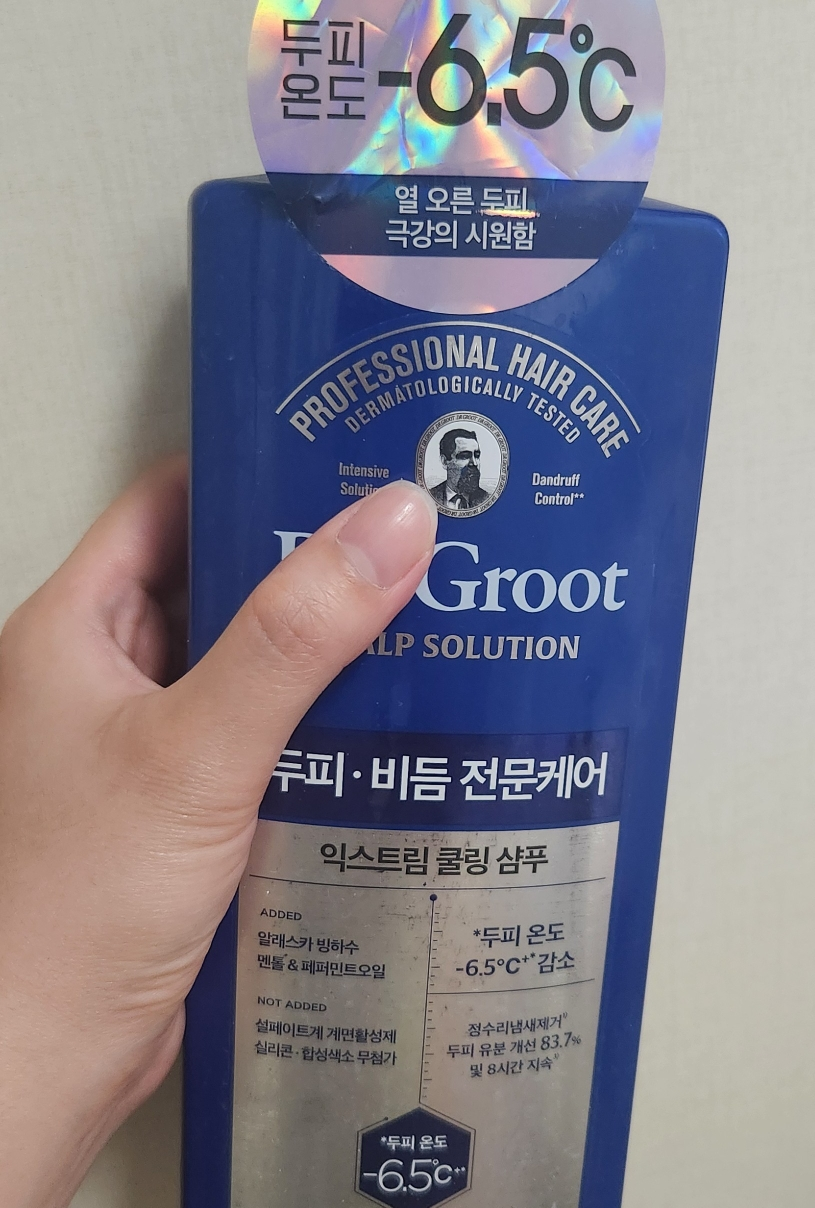 두피
온도 -6.5℃
열 오른 두피
극강의 시원함
PROFESSIONAL HAIR CARE
DERMATOLOGICALLY TESTED
Intensive
Dandruff
Control**
Groot
SOLUTION
두피·비듬 전문케어
익스트림 쿨링 샴푸
ADDED
알래스카 빙하수
멘톨 & 페퍼민트오일
NOT ADDED
설페이트계 계면활성제
실리콘·합성색소 무첨가
*두피 온도
-6.5℃+* 감소
정수리냄새제거
두피 유분 개선 83.7%
및 8시간 지속
*두피 온도
-6.5℃+*